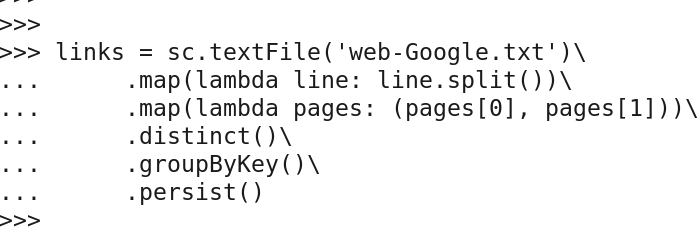 >>>
>>>
>>> links = sc.textFile('web-Google.txt')\
...      .map(lambda line: line.split())\
...      .map(lambda pages: (pages[0], pages[1]))\
...      .distinct()\
...      .groupByKey()\
...      .persist()
>>>